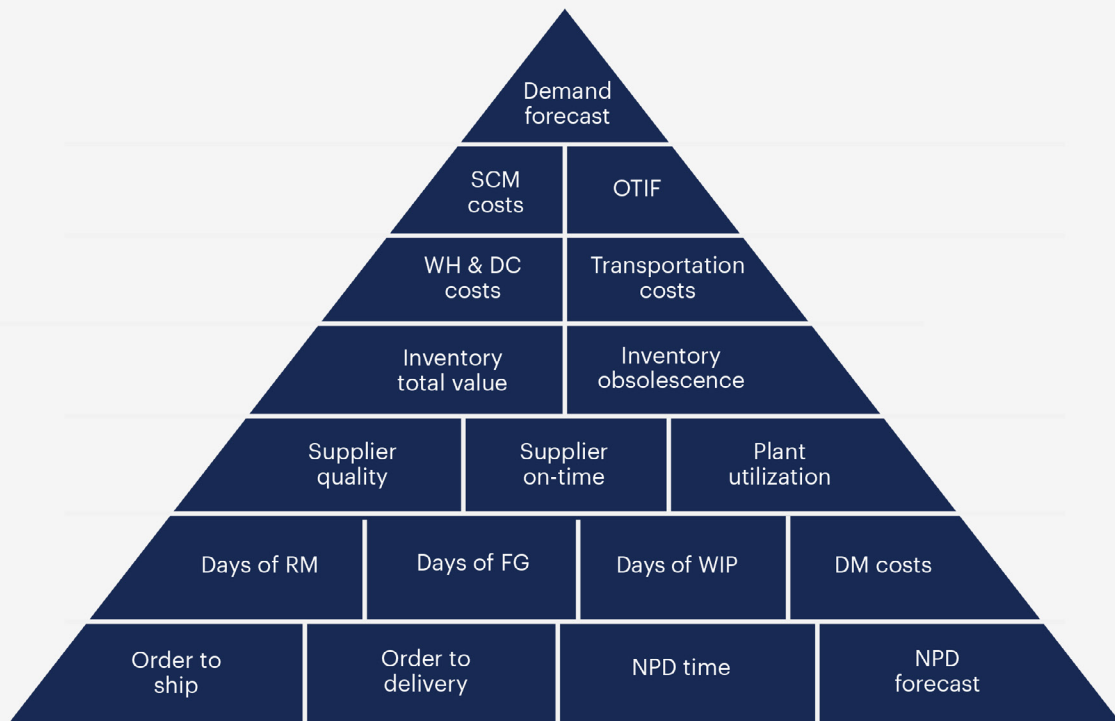 Demand
forecast
SCM
costs
OTIF
WH & DC
costs
Transportation
costs
Inventory
total value
Inventory
obsolescence
Supplier
quality
Supplier
on-time
Plant
utilization
Days of RM
Days of FG
Days of WIP
DM costs
Order to
ship
Order to
delivery
NPD time
NPD
forecast